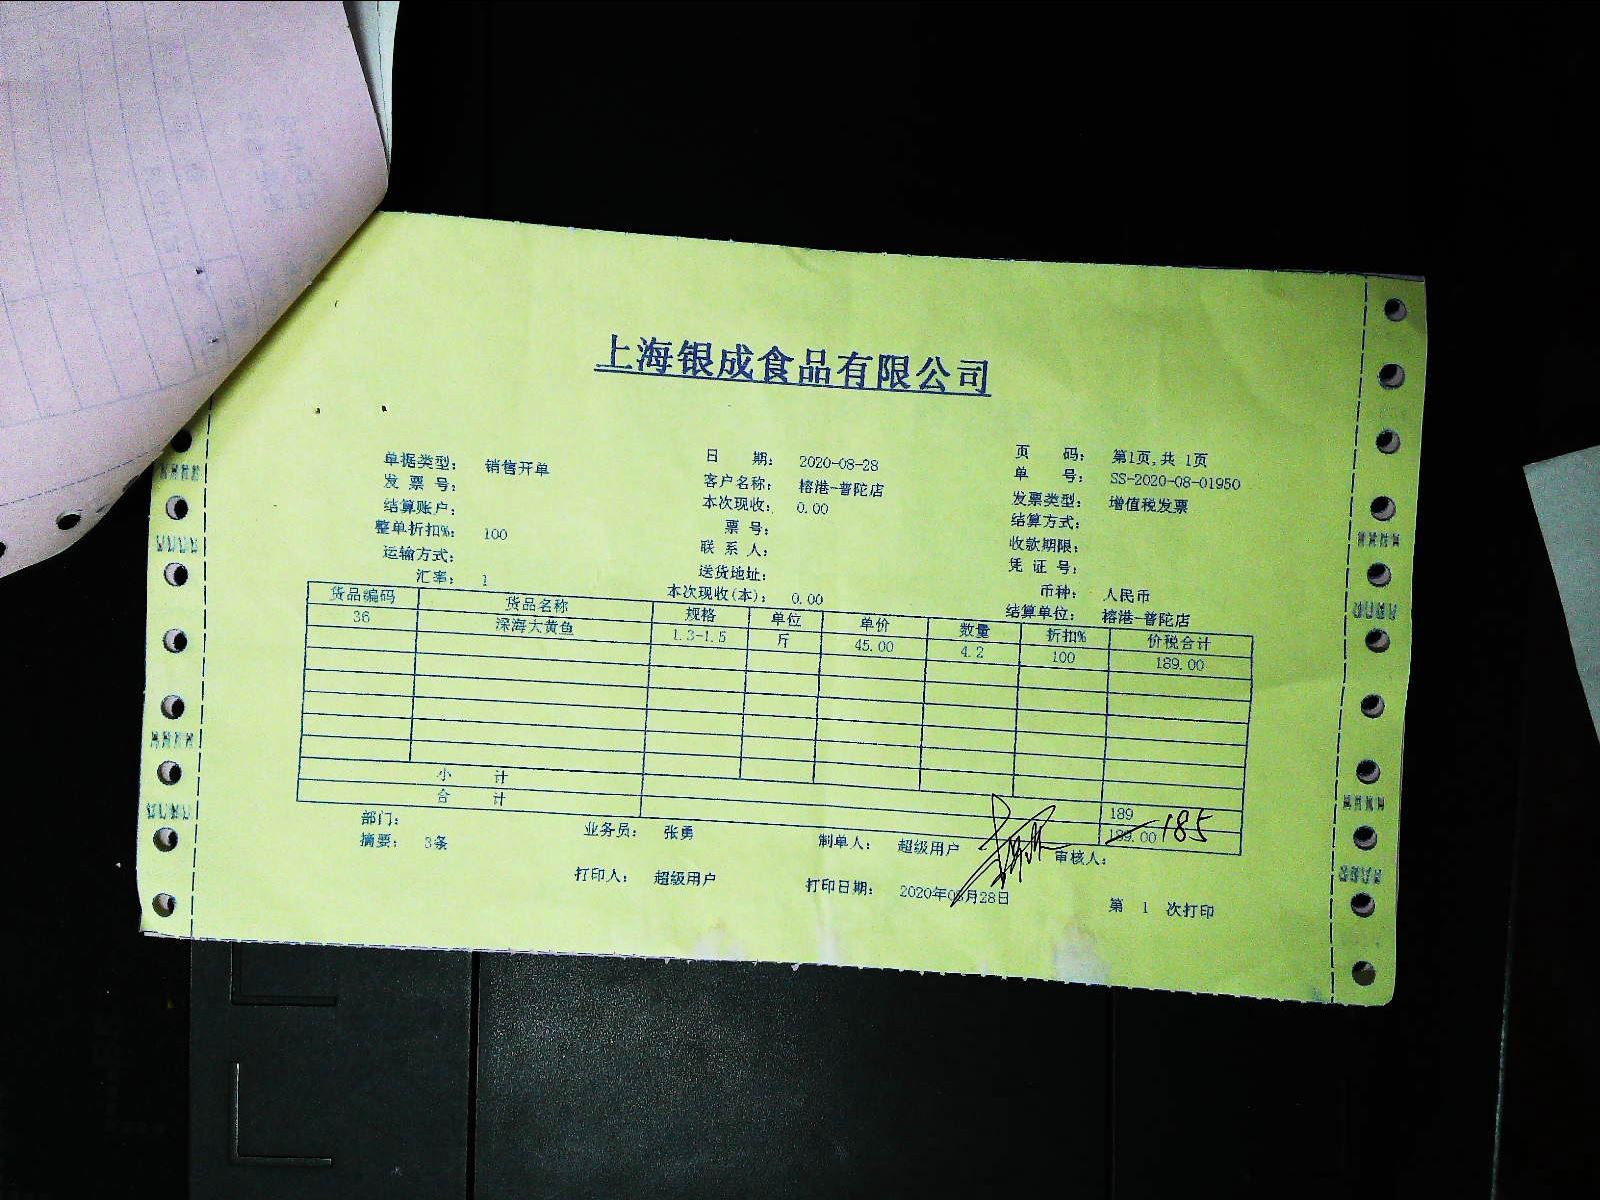 上海银成食品有限公司
单据类型： 销售开单 日 期： 2020-08-28 页 码： 第1页,共 1页
发 票 号： 客户名称： 榕港-普陀店 单 号： SS-2020-08-01950
结算账户： 本次现收： 0.00 发票类型： 增值税发票
整单折扣%： 100 票 号： 结算方式：
运输方式： 联 系 人： 收款期限：
汇率： 1 送货地址： 凭 证 号：
本次现收(本)： 0.00 币种： 人民币
结算单位： 榕港-普陀店
货品编码 货品名称 规格 单位 单价 数量 折扣% 价税合计
36 深海大黄鱼 1.3-1.5 斤 45.00 4.2 100 189.00
小 计 189
合 计 189.00 185
部门： 业务员： 张勇 制单人： 超级用户 审核人：
摘要： 3条
打印人： 超级用户 打印日期： 2020年08月28日 第 1 次打印